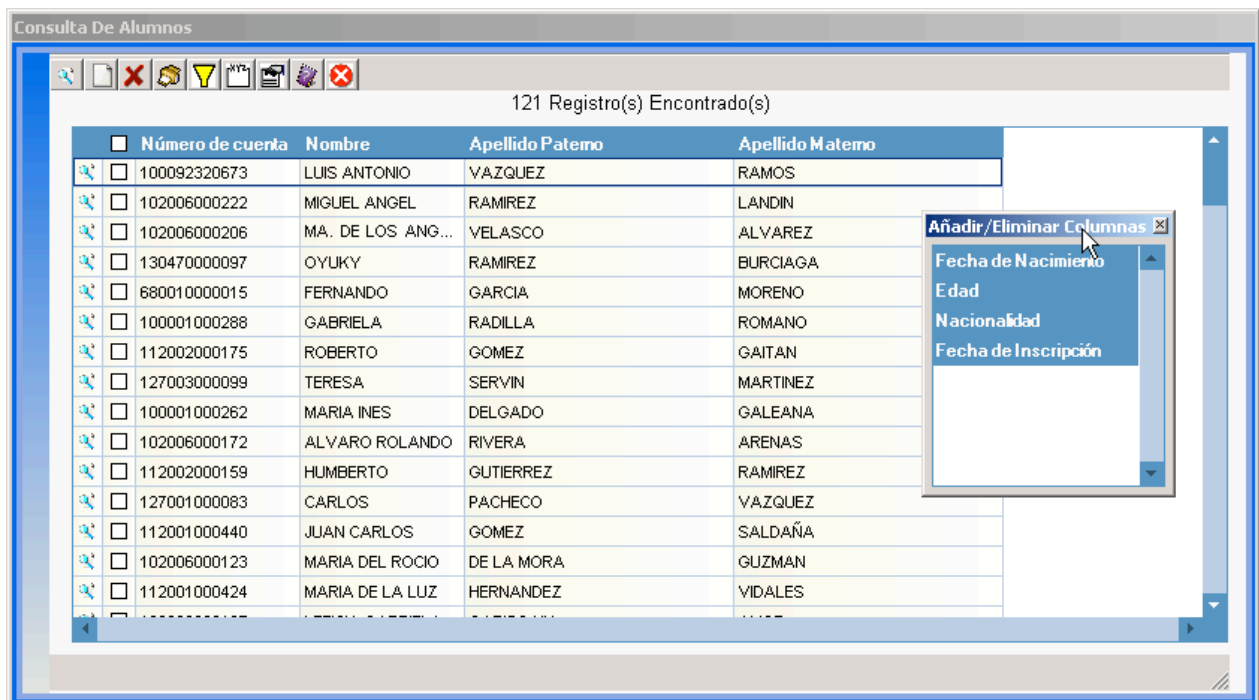 Consulta De Alumnos
XYZ
121 Registro(s) Encontrado(s)
Número de cuenta Nombre Apellido Paterno Apellido Materno
100092320673 LUIS ANTONIO VAZQUEZ RAMOS
102006000222 MIGUEL ANGEL RAMIREZ LANDIN
102006000206 MA. DE LOS ANG... VELASCO ALVAREZ
130470000097 OYUKY RAMIREZ BURCIAGA
680010000015 FERNANDO GARCIA MORENO
100001000288 GABRIELA RADILLA ROMANO
112002000175 ROBERTO GOMEZ GAITAN
127003000099 TERESA SERVIN MARTINEZ
100001000262 MARIA INES DELGADO GALEANA
102006000172 ALVARO ROLANDO RIVERA ARENAS
112002000159 HUMBERTO GUTIERREZ RAMIREZ
127001000083 CARLOS PACHECO VAZQUEZ
112001000440 JUAN CARLOS GOMEZ SALDAÑA
102006000123 MARIA DEL ROCIO DE LA MORA GUZMAN
112001000424 MARIA DE LA LUZ HERNANDEZ VIDALES
Añadir/Eliminar Columnas
Fecha de Nacimiento
Edad
Nacionalidad
Fecha de Inscripción